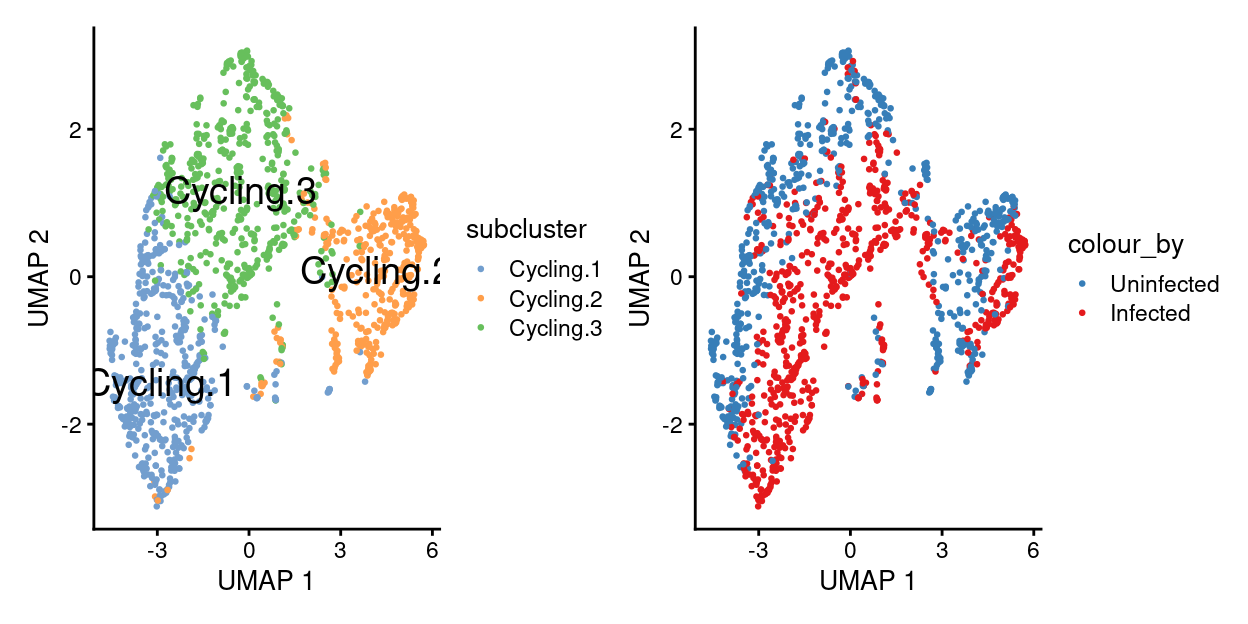 UMAP 2
2
0
-2
-3
0
3
6
UMAP 1
Cycling.3
Cycling.2
Cycling.1
subcluster
Cycling.1
Cycling.2
Cycling.3
UMAP 2
2
0
-2
-3
0
3
6
UMAP 1
colour_by
Uninfected
Infected